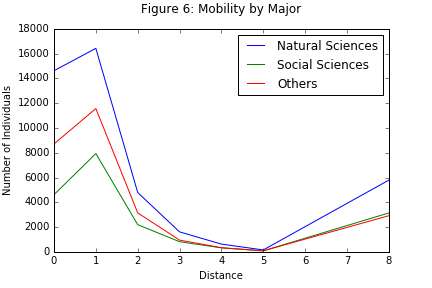 Figure 6: Mobility by Major
18000
16000
14000
12000
10000
8000
6000
4000
2000
0
Number of Individuals
Natural Sciences
Social Sciences
Others
0 1 2 3 4 5 6 7 8
Distance